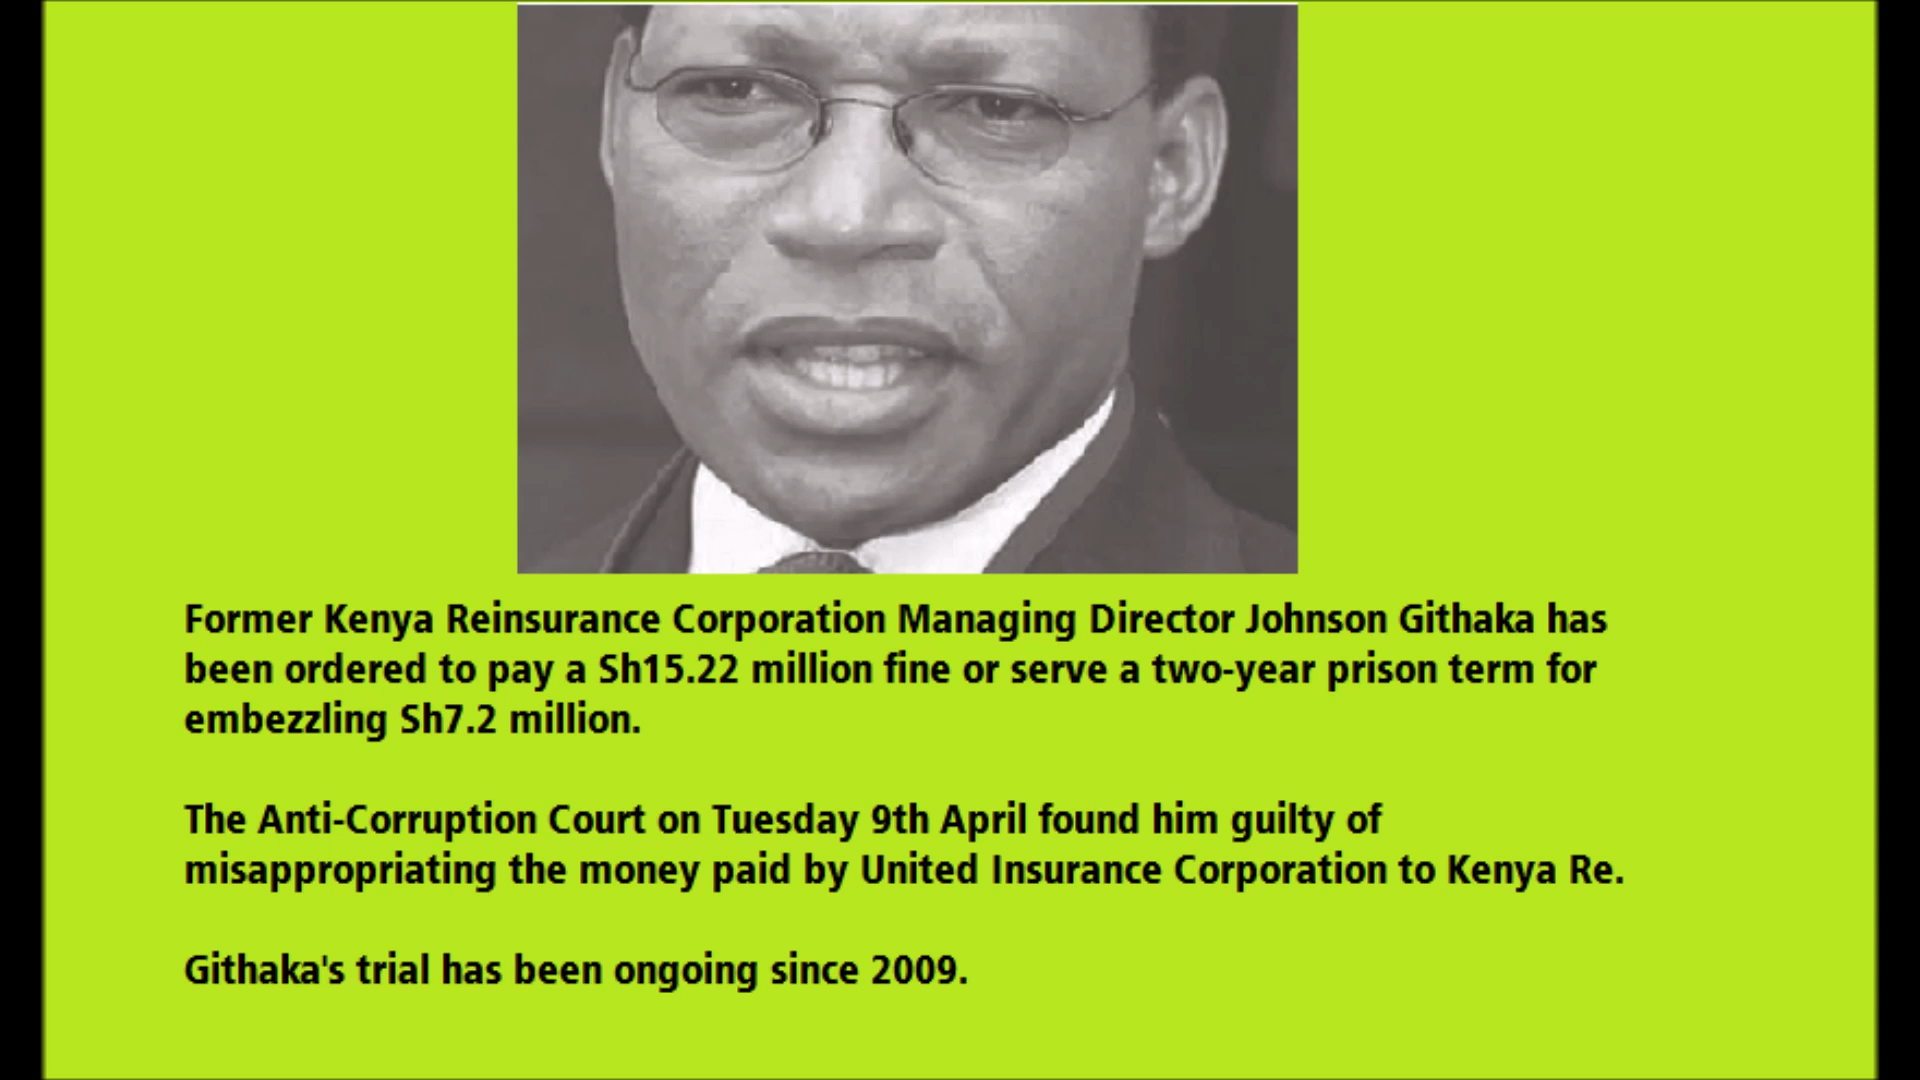 Former Kenya Reinsurance Corporation Managing Director Johnson Githaka has
been ordered to pay a Sh15.22 million fine or serve a two-year prison term for
embezzling Sh7.2 million.
The Anti-Corruption Court on Tuesday 9th April found him guilty of
misappropriating the money paid by United Insurance Corporation to Kenya Re.
Githaka's trial has been ongoing since 2009.